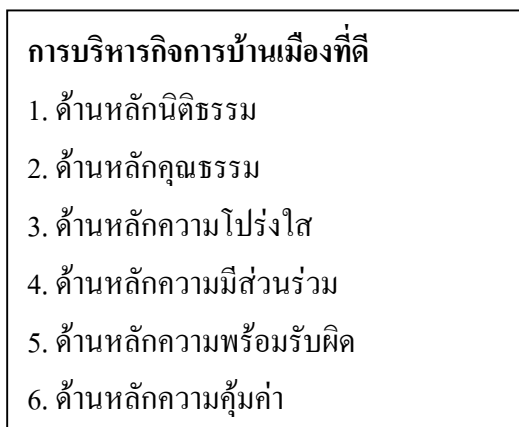 การบริหารกิจการบ้านเมืองที่ดี
1. ด้านหลักนิติธรรม
2. ด้านหลักคุณธรรม
3. ด้านหลักความโปร่งใส
4. ด้านหลักความมีส่วนร่วม
5. ด้านหลักความพร้อมรับผิด
6. ด้านหลักความคุ้มค่า